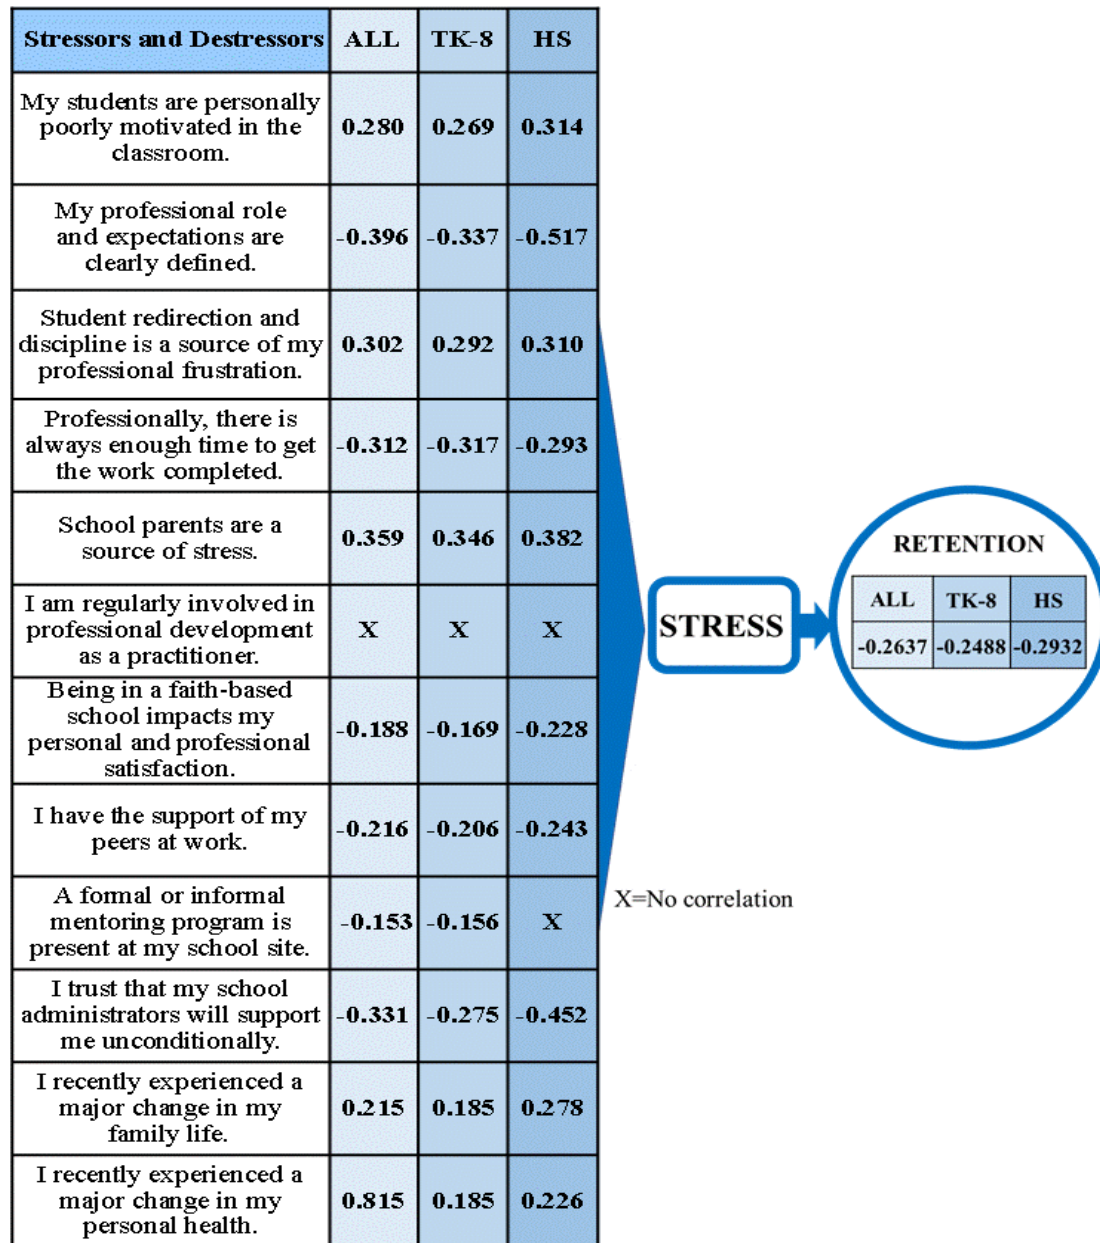 Stressors and Destressors ALL TK-8 HS
My students are personally
poorly motivated in the
classroom.
0.280 0.269 0.314
My professional role
and expectations are
clearly defined.
-0.396 -0.337 -0.517
Student redirection and
discipline is a source of my
professional frustration.
0.302 0.292 0.310
Professionally, there is
always enough time to get
the work completed.
-0.312 -0.317 -0.293
School parents are a
source of stress.
0.359 0.346 0.382
I am regularly involved in
professional development
as a practitioner.
X X X
Being in a faith-based
school impacts my
personal and professional
satisfaction.
-0.188 -0.169 -0.228
I have the support of my
peers at work.
-0.216 -0.206 -0.243
A formal or informal
mentoring program is
present at my school site.
-0.153 -0.156 X
I trust that my school
administrators will support
me unconditionally.
-0.331 -0.275 -0.452
I recently experienced a
major change in my
family life.
0.215 0.185 0.278
I recently experienced a
major change in my
personal health.
0.815 0.185 0.226
STRESS
RETENTION
ALL TK-8 HS
-0.2637 -0.2488 -0.2932
X=No correlation